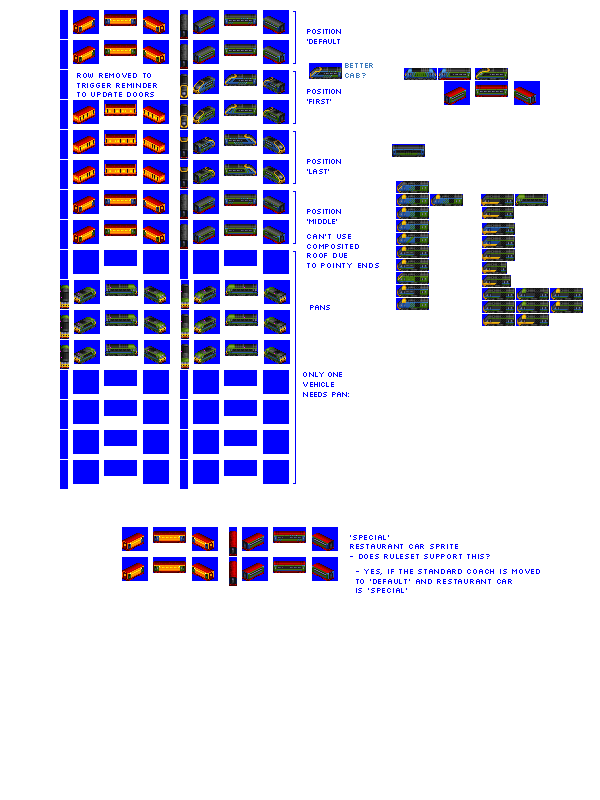 POSITION
'DEFAULT
BETTER
CAB?
ROW REMOVED TO
TRIGGER REMINDER
TO UPDATE DOORS
POSITION
'FIRST'
POSITION
'LAST'
POSITION
'MIDDLE'
CAN'T USE
COMPOSITED
ROOF DUE
TO POINTY ENDS
PANS
ONLY ONE
VEHICLE
NEEDS PAN:
'SPECIAL'
RESTAURANT CAR SPRITE
- DOES RULESET SUPPORT THIS?
- YES, IF THE STANDARD COACH IS MOVED
TO 'DEFAULT' AND RESTAURANT CAR
IS 'SPECIAL'